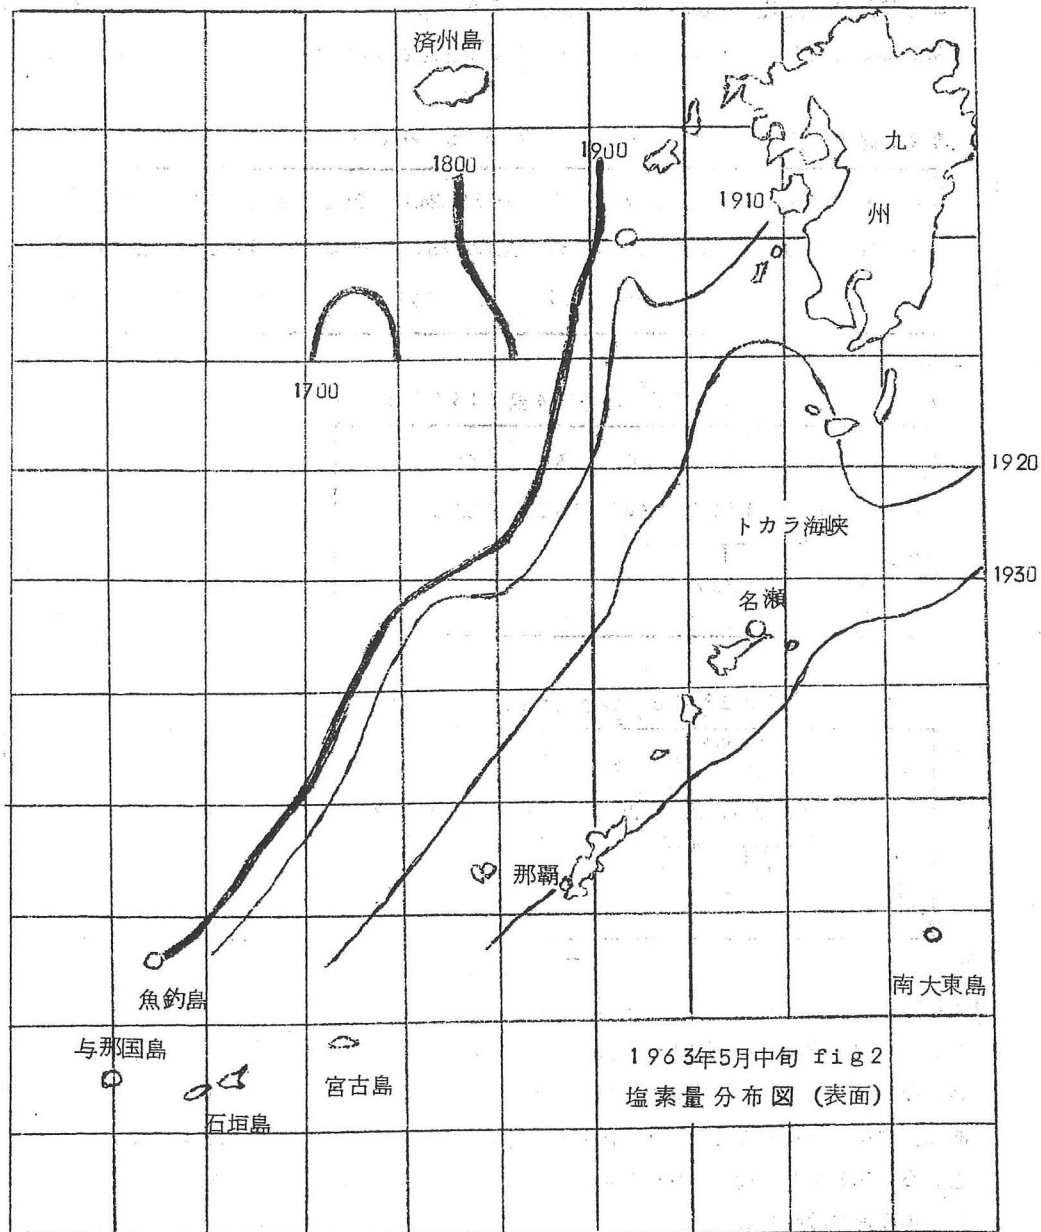 済州島
1800
1900
九
州
1910
1700
1920
トカラ海峡
1930
名瀬
那覇
魚釣島
南大東島
与那国島
宮古島
石垣島
1963年5月中旬 fig2
塩素量分布図 (表面)